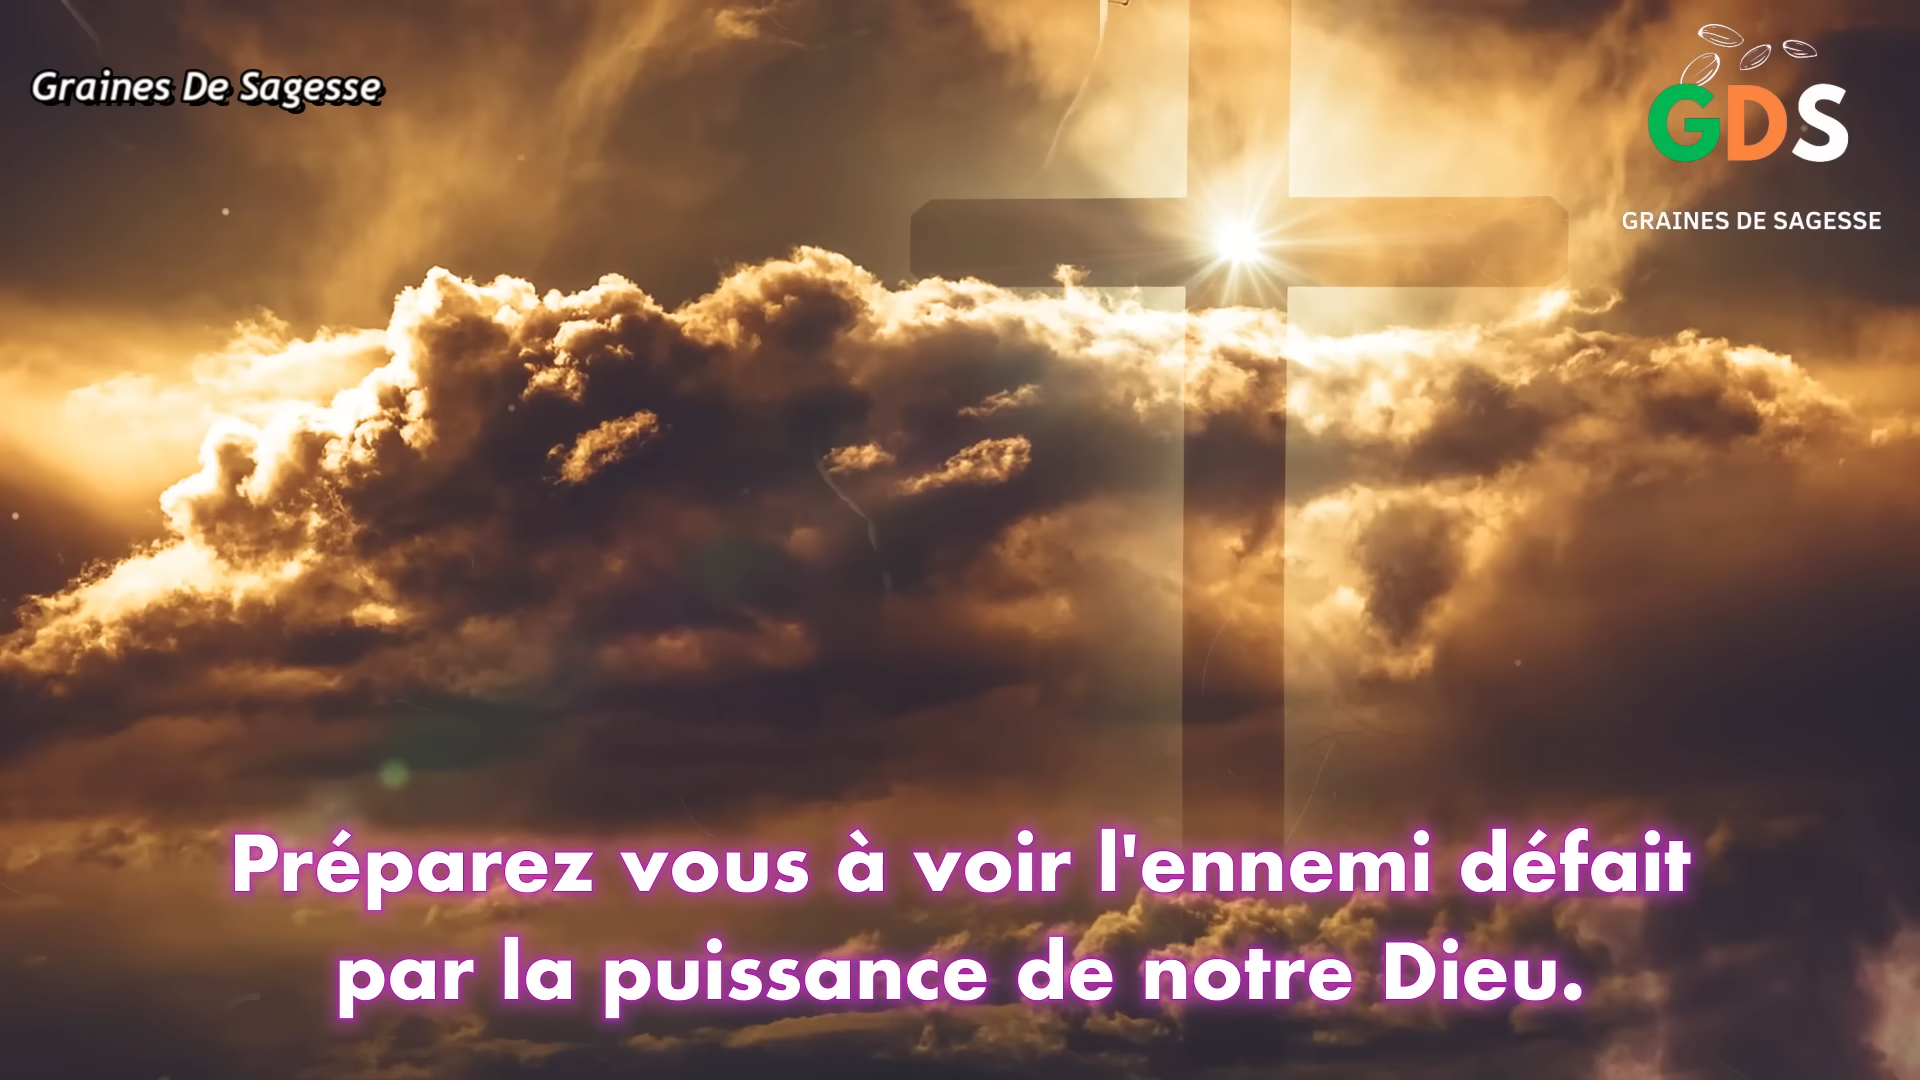 Graines De Sagesse
GDS
GRAINES DE SAGESSE
Préparez vous à voir l'ennemi défait
par la puissance de notre Dieu.